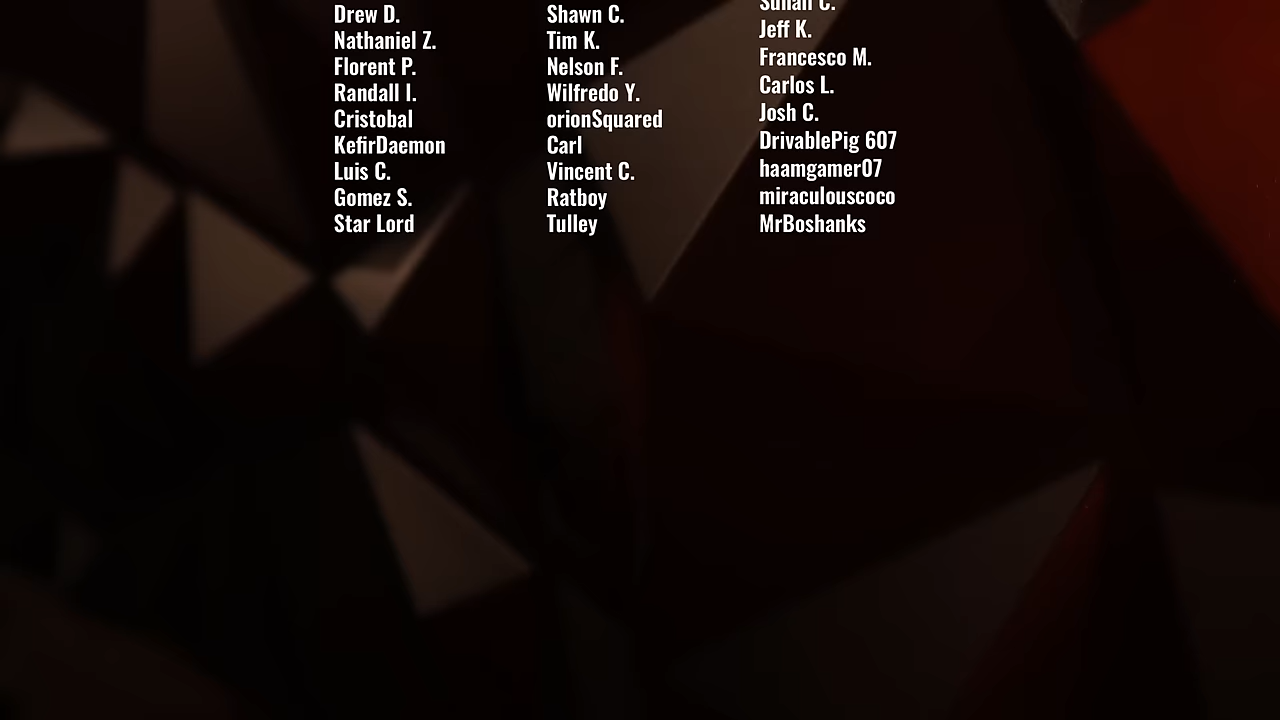 Drew D.
Nathaniel Z.
Florent P.
Randall I.
Cristobal
KefirDaemon
Luis C.
Gomez S.
Star Lord
Shawn C.
Tim K.
Nelson F.
Wilfredo Y.
orionSquared
Carl
Vincent C.
Ratboy
Tulley
Jeff K.
Francesco M.
Carlos L.
Josh C.
DrivablePig 607
haamgamer07
miraculouscoco
MrBoshanks